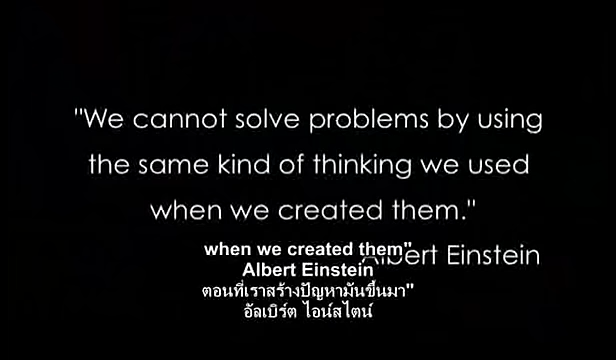 "We cannot solve problems by using
the same kind of thinking we used
when we created them."
Albert Einstein
when we created them"
Albert Einstein
ตอนที่เราสร้างปัญหามันขึ้นมา"
อัลเบิร์ต ไอน์สไตน์